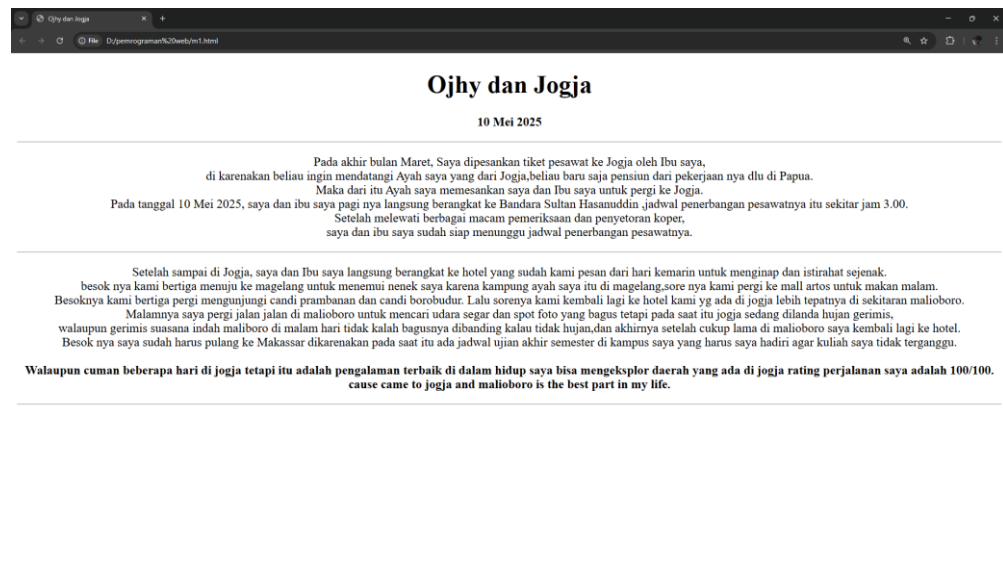 Ojhy dan Jogja
File D:/pemrograman%20web/m1.html
Ojhy dan Jogja
10 Mei 2025
Pada akhir bulan Maret, Saya dipesankan tiket pesawat ke Jogja oleh Ibu saya,
di karenakan beliau ingin mendatangi Ayah saya yang dari Jogja,beliau baru saja pensiun dari pekerjaan nya dlu di Papua.
Maka dari itu Ayah saya memesankan saya dan Ibu saya untuk pergi ke Jogja.
Pada tanggal 10 Mei 2025, saya dan ibu saya pagi nya langsung berangkat ke Bandara Sultan Hasanuddin ,jadwal penerbangan pesawatnya itu sekitar jam 3.00.
Setelah melewati berbagai macam pemeriksaan dan penyetoran koper,
saya dan ibu saya sudah siap menunggu jadwal penerbangan pesawatnya.
Setelah sampai di Jogja, saya dan Ibu saya langsung berangkat ke hotel yang sudah kami pesan dari hari kemarin untuk menginap dan istirahat sejenak.
besok nya kami bertiga menuju ke magelang untuk menemui nenek saya karena kampung ayah saya itu di magelang,sore nya kami pergi ke mall artos untuk makan malam.
Besoknya kami bertiga pergi mengunjungi candi prambanan dan candi borobudur. Lalu sorenya kami kembali lagi ke hotel kami yg ada di jogja lebih tepatnya di sekitaran malioboro.
Malamnya saya pergi jalan jalan di malioboro untuk mencari udara segar dan spot foto yang bagus tetapi pada saat itu jogja sedang dilanda hujan gerimis,
walaupun gerimis suasana indah maliboro di malam hari tidak kalah bagusnya dibanding kalau tidak hujan,dan akhirnya setelah cukup lama di malioboro saya kembali lagi ke hotel.
Besok nya saya sudah harus pulang ke Makassar dikarenakan pada saat itu ada jadwal ujian akhir semester di kampus saya yang harus saya hadiri agar kuliah saya tidak terganggu.
Walaupun cuman beberapa hari di jogja tetapi itu adalah pengalaman terbaik di dalam hidup saya bisa mengeksplor daerah yang ada di jogja rating perjalanan saya adalah 100/100.
cause came to jogja and malioboro is the best part in my life.